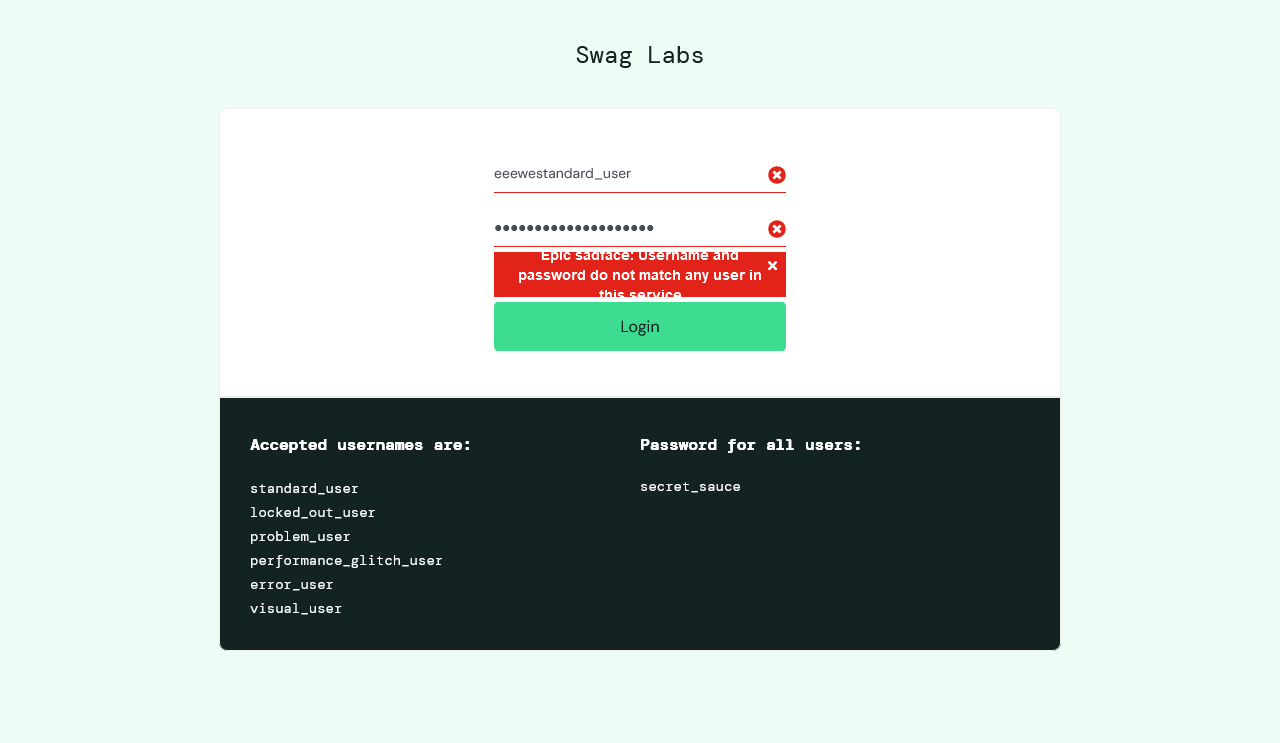 Swag Labs
eeewestandard_user
••••••••••••••••••••
Epic sadface: Username and
password do not match any user in
this service
Login
Accepted usernames are:
standard_user
locked_out_user
problem_user
performance_glitch_user
error_user
visual_user
Password for all users:
secret_sauce